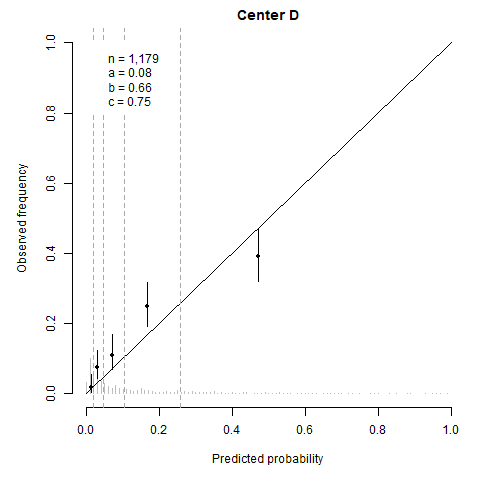 Center D
n = 1,179
a = 0.08
b = 0.66
c = 0.75
Observed frequency
1.0
0.8
0.6
0.4
0.2
0.0
0.0 0.2 0.4 0.6 0.8 1.0
Predicted probability